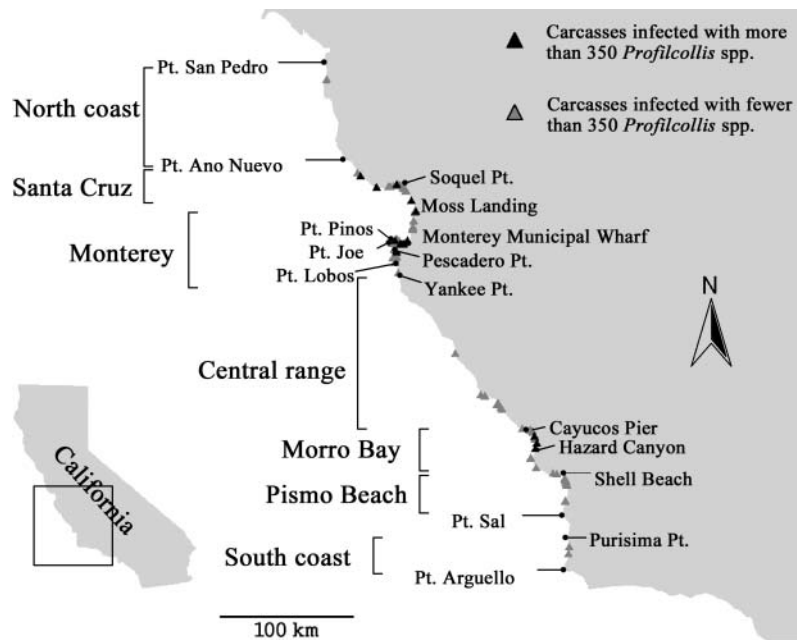 Carcasses infected with more
than 350 Profilcollis spp.
Carcasses infected with fewer
than 350 Profilcollis spp.
Pt. San Pedro
North coast
Pt. Ano Nuevo
Santa Cruz
Soquel Pt.
Moss Landing
Monterey
Pt. Pinos
Monterey Municipal Wharf
Pt. Joe
Pescadero Pt.
Pt. Lobos
Yankee Pt.
N
Central range
Cayucos Pier
Morro Bay
Hazard Canyon
Shell Beach
Pismo Beach
Pt. Sal
Purisima Pt.
South coast
Pt. Arguello
California
100 km